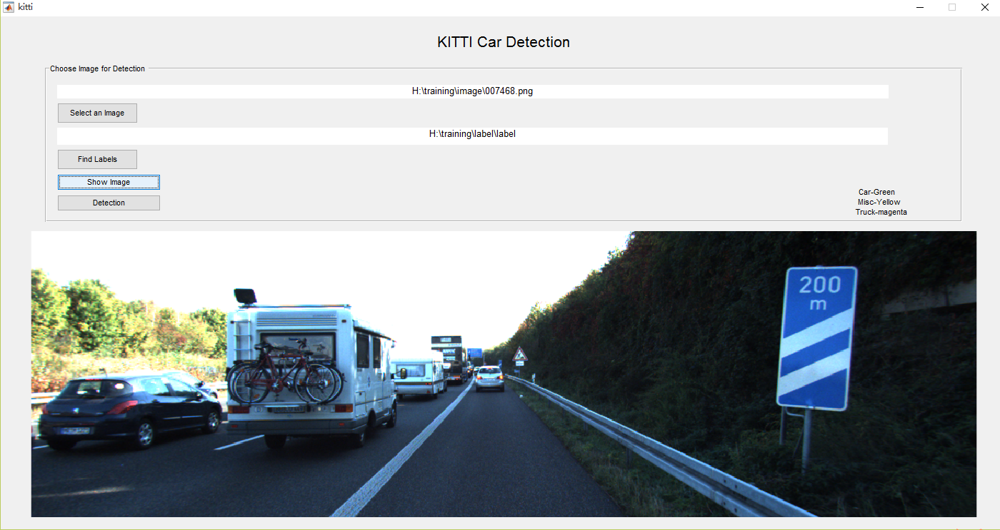 kitti
KITTI Car Detection
Choose Image for Detection
H:\training\image\007468.png
Select an Image
H:\training\label\label
Find Labels
Show Image
Detection
Car-Green
Misc-Yellow
Truck-magenta
200
m